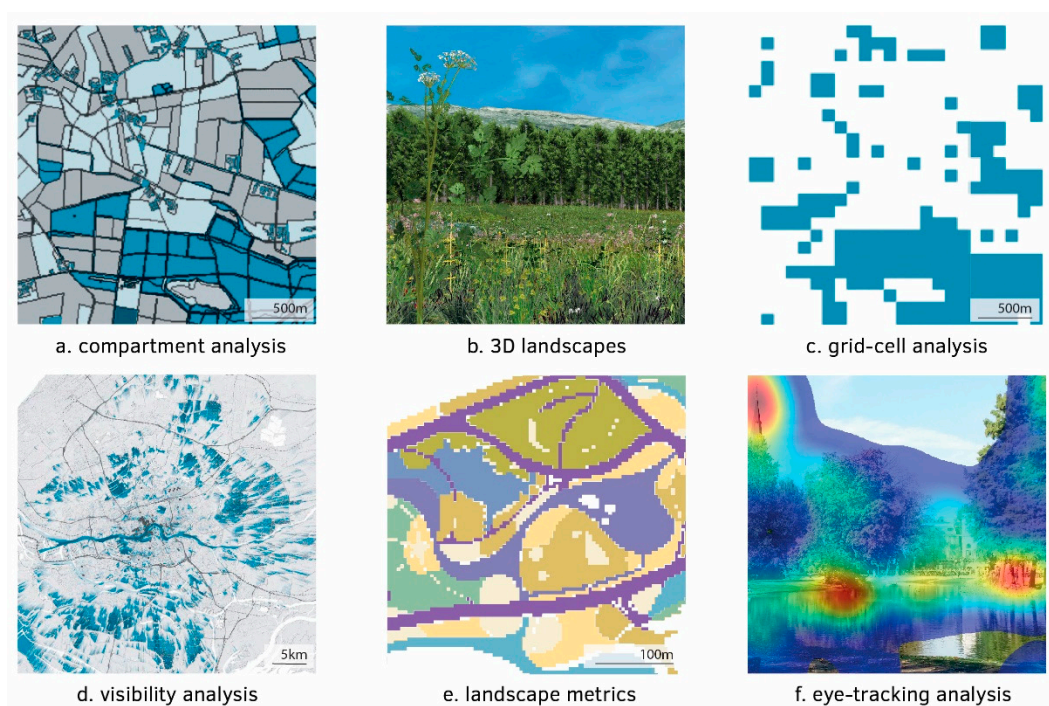 500m
500m
a. compartment analysis
b. 3D landscapes
c. grid-cell analysis
5km
100m
d. visibility analysis
e. landscape metrics
f. eye-tracking analysis